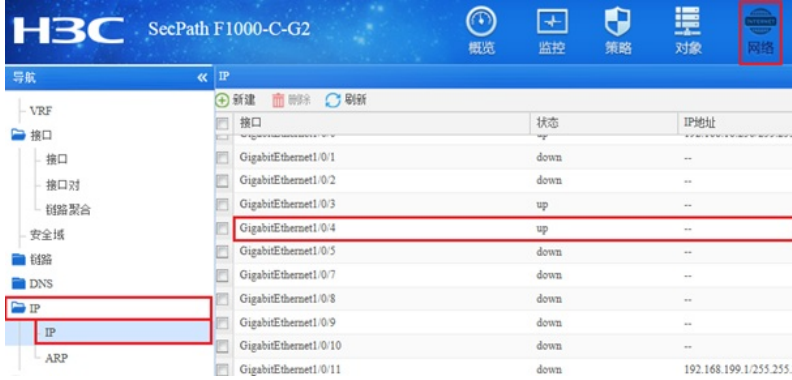 H3C SecPath F1000-C-G2
概览 监控 策略 对象 网络
导航 « IP
新建 删除 刷新
VRF
接口
接口
接口对
链路聚合
安全域
链路
DNS
IP
IP
ARP
接口 状态 IP地址
GigabitEthernet1/0/1 down --
GigabitEthernet1/0/2 down --
GigabitEthernet1/0/3 up --
GigabitEthernet1/0/4 up --
GigabitEthernet1/0/5 down --
GigabitEthernet1/0/7 down --
GigabitEthernet1/0/8 down --
GigabitEthernet1/0/9 down --
GigabitEthernet1/0/10 down --
GigabitEthernet1/0/11 down 192.168.199.1/255.255.